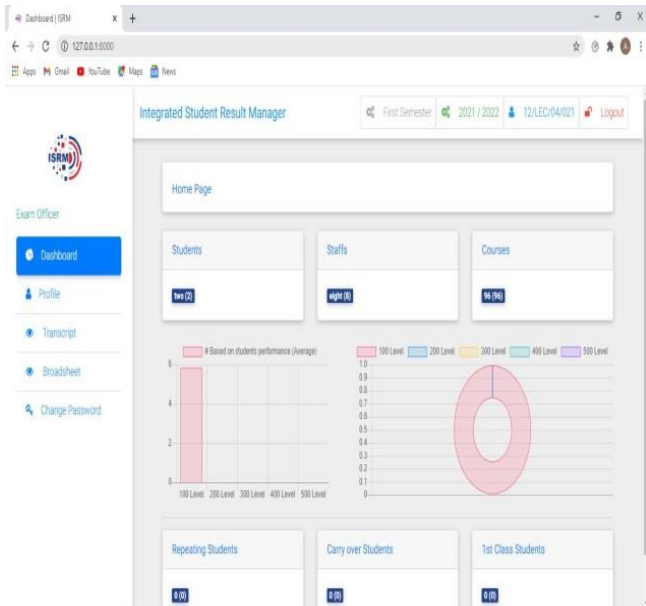 Dashboard | ISRM
127.0.0.1:8000
Apps Gmail YouTube Maps News
Integrated Student Result Manager First Semester 2021 / 2022 12/LEC/04/021 Logout
ISRM
Exam Officer
Dashboard
Profile
Transcript
Broadsheet
Change Password
Home Page
Students Staffs Courses
two (2) eight (8) 96 (96)
# Based on students performance (Average)
6
4
2
0
100 Level 200 Level 300 Level 400 Level 500 Level
100 Level 200 Level 300 Level 400 Level 500 Level
1.0
0.9
0.8
0.7
0.6
0.5
0.4
0.3
0.2
0.1
0
Repeating Students Carry over Students 1st Class Students
0 (0) 0 (0) 0 (0)